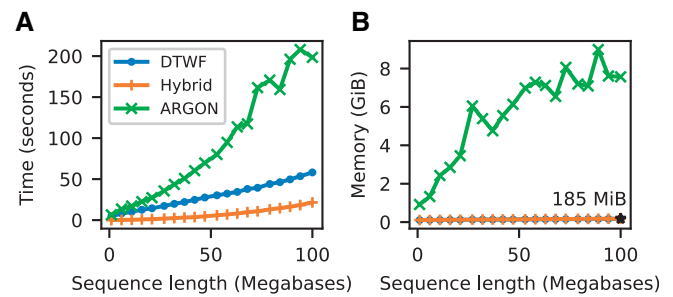 A
Time (seconds)
200
150
100
50
0
DTWF
Hybrid
ARGON
0
50
100
Sequence length (Megabases)
B
Memory (GiB)
8
6
4
2
0
185 MiB
0
50
100
Sequence length (Megabases)